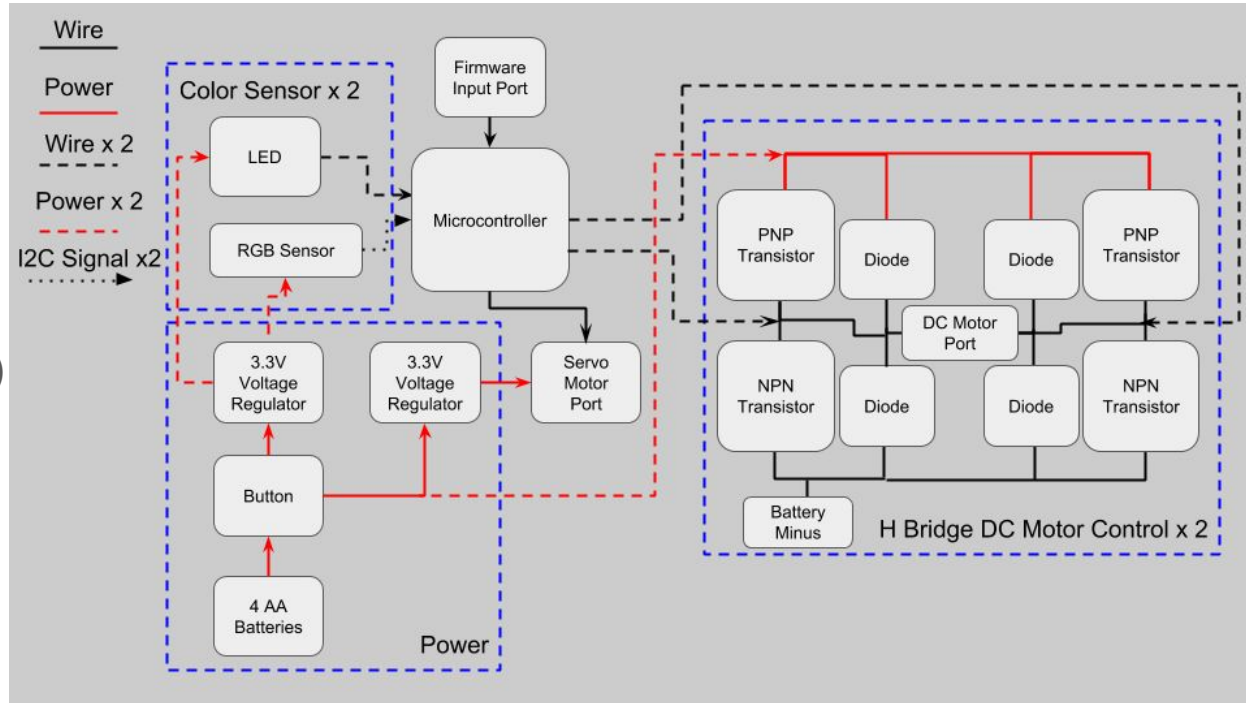 Wire
Power
Wire x 2
Power x 2
I2C Signal x2
Color Sensor x 2
LED
RGB Sensor
Firmware
Input Port
Microcontroller
3.3V
Voltage
Regulator
3.3V
Voltage
Regulator
Servo
Motor
Port
Button
4 AA
Batteries
Power
PNP
Transistor
Diode
Diode
PNP
Transistor
DC Motor
Port
NPN
Transistor
Diode
Diode
NPN
Transistor
Battery
Minus
H Bridge DC Motor Control x 2